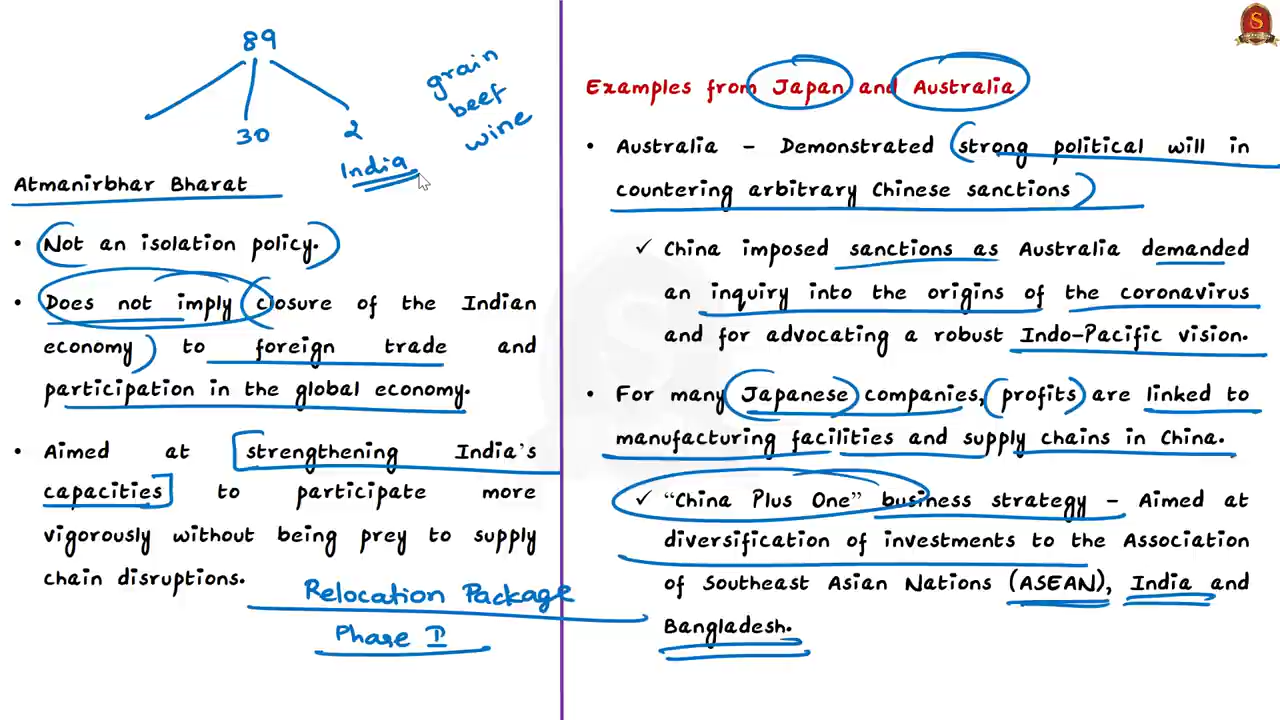 89
30
2
India
grain
beef
wine
Atmanirbhar Bharat
• Not an isolation policy.
• Does not imply closure of the Indian
economy to foreign trade and
participation in the global economy.
• Aimed at strengthening India's
capacities to participate more
vigorously without being prey to supply
chain disruptions.
Relocation Package
Phase I
S
Examples from Japan and Australia
• Australia – Demonstrated strong political will in
countering arbitrary Chinese sanctions
✓ China imposed sanctions as Australia demanded
an inquiry into the origins of the coronavirus
and for advocating a robust Indo-Pacific vision.
• For many Japanese companies, profits are linked to
manufacturing facilities and supply chains in China.
✓ “China Plus One” business strategy – Aimed at
diversification of investments to the Association
of Southeast Asian Nations (ASEAN), India and
Bangladesh.